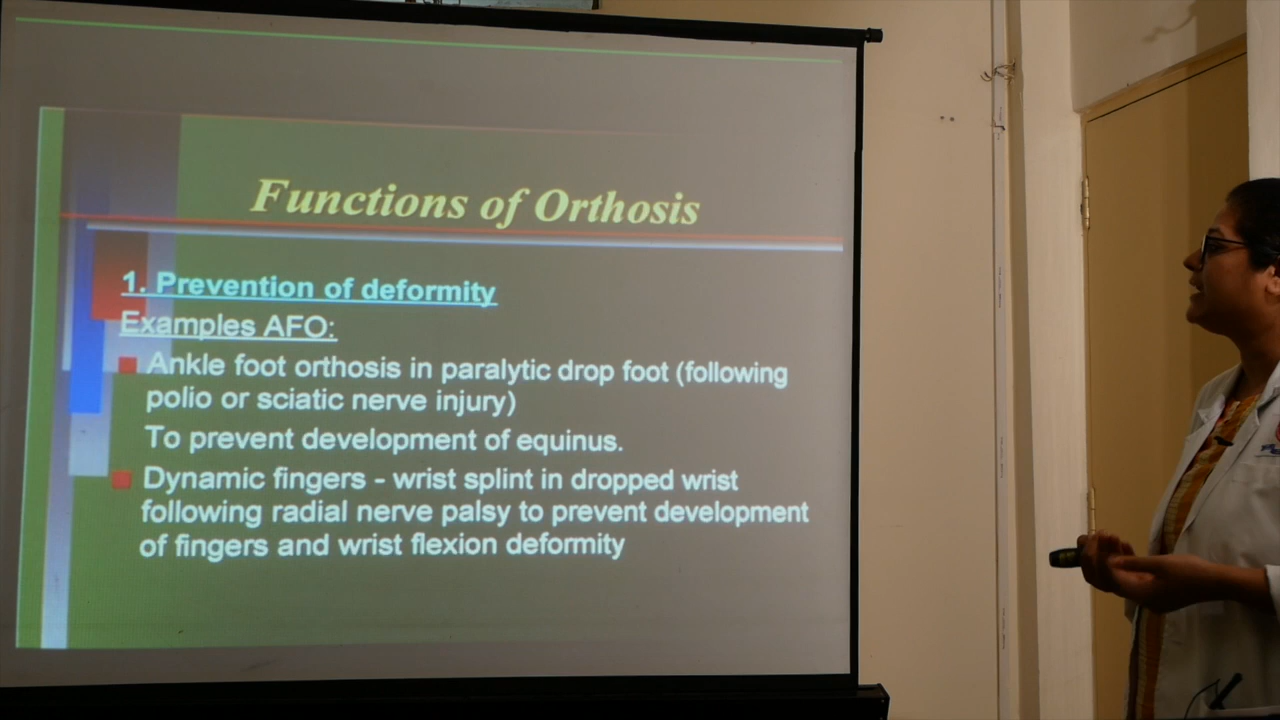 Functions of Orthosis
1. Prevention of deformity
Examples AFO:
Ankle foot orthosis in paralytic drop foot (following
polio or sciatic nerve injury)
To prevent development of equinus.
Dynamic fingers - wrist splint in dropped wrist
following radial nerve palsy to prevent development
of fingers and wrist flexion deformity